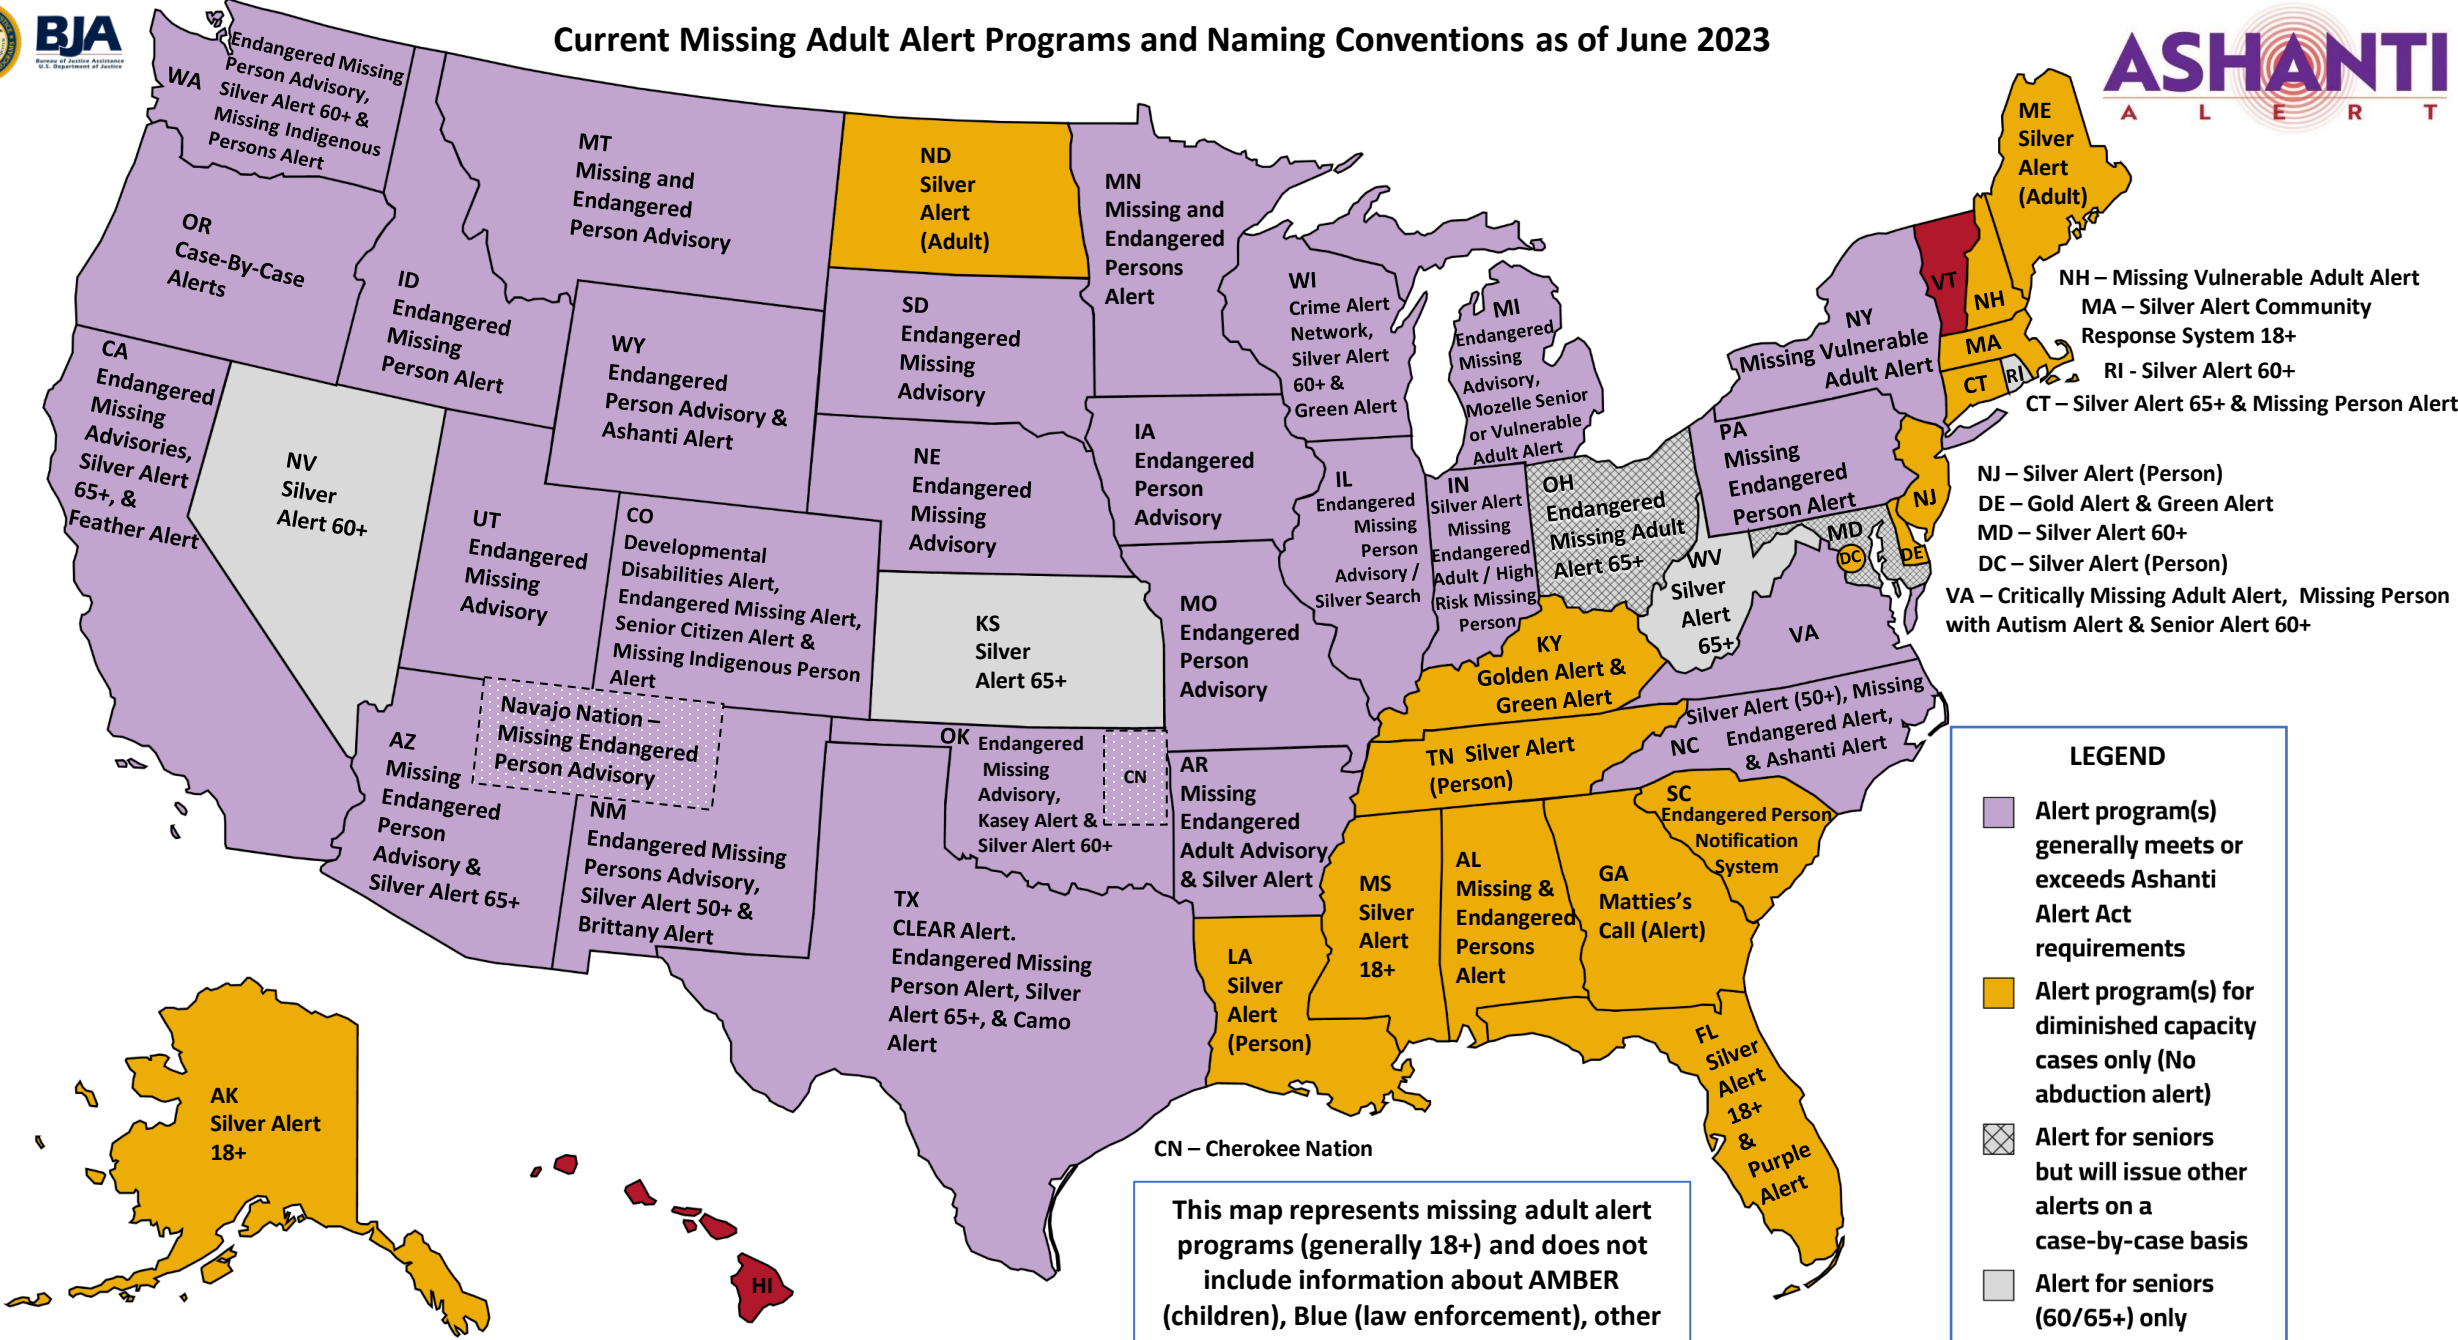 BJA
Bureau of Justice Assistance
U.S. Department of Justice
Current Missing Adult Alert Programs and Naming Conventions as of June 2023
ASHANTI
ALERT
WA
Endangered Missing
Person Advisory,
Silver Alert 60+ &
Missing Indigenous
Persons Alert
OR
Case-By-Case
Alerts
CA
Endangered
Missing
Advisories,
Silver Alert
65+, &
Feather Alert
NV
Silver
Alert 60+
ID
Endangered
Missing
Person Alert
MT
Missing and
Endangered
Person Advisory
WY
Endangered
Person Advisory &
Ashanti Alert
UT
Endangered
Missing
Advisory
CO
Developmental
Disabilities Alert,
Endangered Missing Alert,
Senior Citizen Alert &
Missing Indigenous Person
Alert
Navajo Nation –
Missing Endangered
Person Advisory
AZ
Missing
Endangered
Person
Advisory &
Silver Alert 65+
NM
Endangered Missing
Persons Advisory,
Silver Alert 50+ &
Brittany Alert
ND
Silver
Alert
(Adult)
SD
Endangered
Missing
Advisory
NE
Endangered
Missing
Advisory
KS
Silver
Alert 65+
OK Endangered
Missing
Advisory,
Kasey Alert &
Silver Alert 60+
CN
TX
CLEAR Alert.
Endangered Missing
Person Alert, Silver
Alert 65+, & Camo
Alert
MN
Missing and
Endangered
Persons
Alert
IA
Endangered
Person
Advisory
MO
Endangered
Person
Advisory
AR
Missing
Endangered
Adult Advisory
& Silver Alert
LA
Silver
Alert
(Person)
WI
Crime Alert
Network,
Silver Alert
60+ &
Green Alert
MI
Endangered
Missing
Advisory,
Mozelle Senior
or Vulnerable
Adult Alert
IL
Endangered
Missing
Person
Advisory /
Silver Search
IN
Silver Alert
Missing
Endangered
Adult / High
Risk Missing
Person
OH
Endangered
Missing Adult
Alert 65+
KY
Golden Alert &
Green Alert
TN Silver Alert
(Person)
MS
Silver
Alert
18+
AL
Missing &
Endangered
Persons
Alert
GA
Matties's
Call (Alert)
FL
Silver
Alert
18+
&
Purple
Alert
SC
Endangered Person
Notification
System
NC
Silver Alert (50+), Missing
Endangered Alert,
& Ashanti Alert
VA
WV
Silver
Alert
65+
PA
Missing
Endangered
Person Alert
NY
Missing Vulnerable
Adult Alert
VT
NH
MA
CT
RI
NJ
DE
MD
DC
ME
Silver
Alert
(Adult)
NH – Missing Vulnerable Adult Alert
MA – Silver Alert Community
Response System 18+
RI - Silver Alert 60+
CT – Silver Alert 65+ & Missing Person Alert
NJ – Silver Alert (Person)
DE – Gold Alert & Green Alert
MD – Silver Alert 60+
DC – Silver Alert (Person)
VA – Critically Missing Adult Alert, Missing Person
with Autism Alert & Senior Alert 60+
AK
Silver Alert
18+
HI
CN – Cherokee Nation
This map represents missing adult alert
programs (generally 18+) and does not
include information about AMBER
(children), Blue (law enforcement), other
LEGEND
Alert program(s)
generally meets or
exceeds Ashanti
Alert Act
requirements
Alert program(s) for
diminished capacity
cases only (No
abduction alert)
Alert for seniors
but will issue other
alerts on a
case-by-case basis
Alert for seniors
(60/65+) only